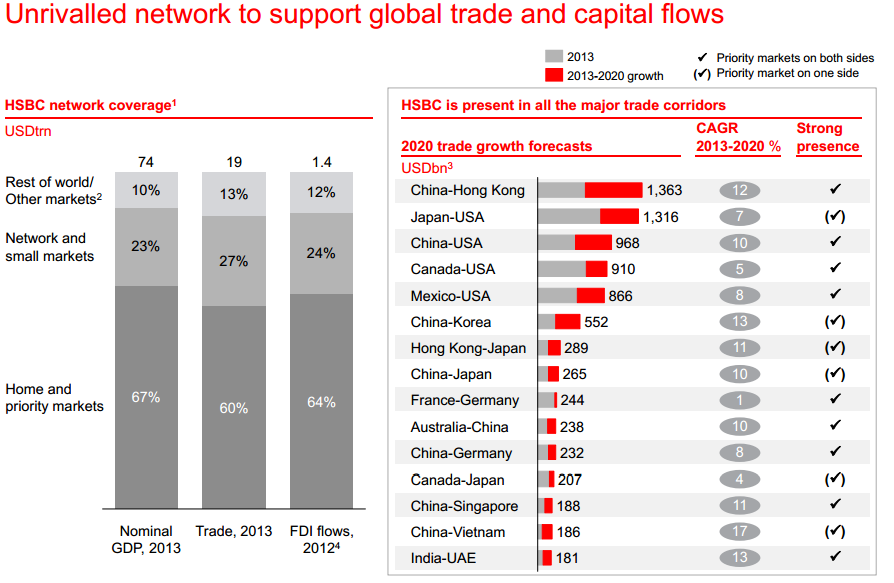 Unrivalled network to support global trade and capital flows
2013
2013-2020 growth
✔ Priority markets on both sides
(✔) Priority market on one side
HSBC network coverage1
USDtrn
74 19 1.4
Rest of world/
Other markets2
10% 13% 12%
Network and
small markets
23% 27% 24%
Home and
priority markets
67% 60% 64%
Nominal
GDP, 2013
Trade, 2013
FDI flows,
20124
HSBC is present in all the major trade corridors
2020 trade growth forecasts
CAGR
2013-2020 %
Strong
presence
USDbn3
China-Hong Kong 1,363 12 ✔
Japan-USA 1,316 7 (✔)
China-USA 968 10 ✔
Canada-USA 910 5 ✔
Mexico-USA 866 8 ✔
China-Korea 552 13 (✔)
Hong Kong-Japan 289 11 (✔)
China-Japan 265 10 (✔)
France-Germany 244 1 ✔
Australia-China 238 10 ✔
China-Germany 232 8 ✔
Canada-Japan 207 4 (✔)
China-Singapore 188 11 ✔
China-Vietnam 186 17 (✔)
India-UAE 181 13 ✔